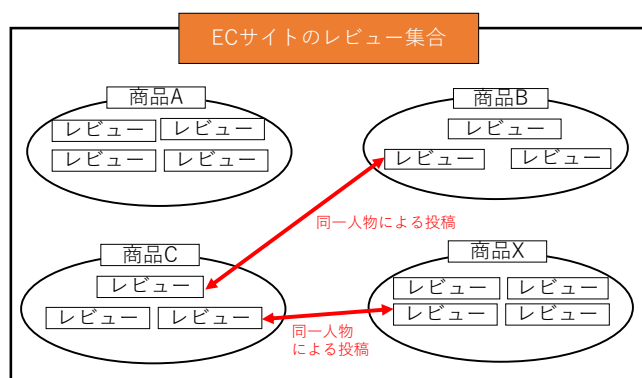 ECサイトのレビュー集合
商品A
レビュー レビュー
レビュー レビュー
商品B
レビュー
レビュー レビュー
同一人物による投稿
商品C
レビュー
レビュー レビュー
商品X
レビュー レビュー
レビュー レビュー
同一人物
による投稿